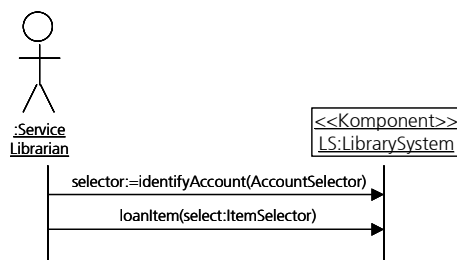 :Service
Librarian
<<Komponent>>
LS:LibrarySystem
selector:=identifyAccount(AccountSelector)
loanItem(select:ItemSelector)